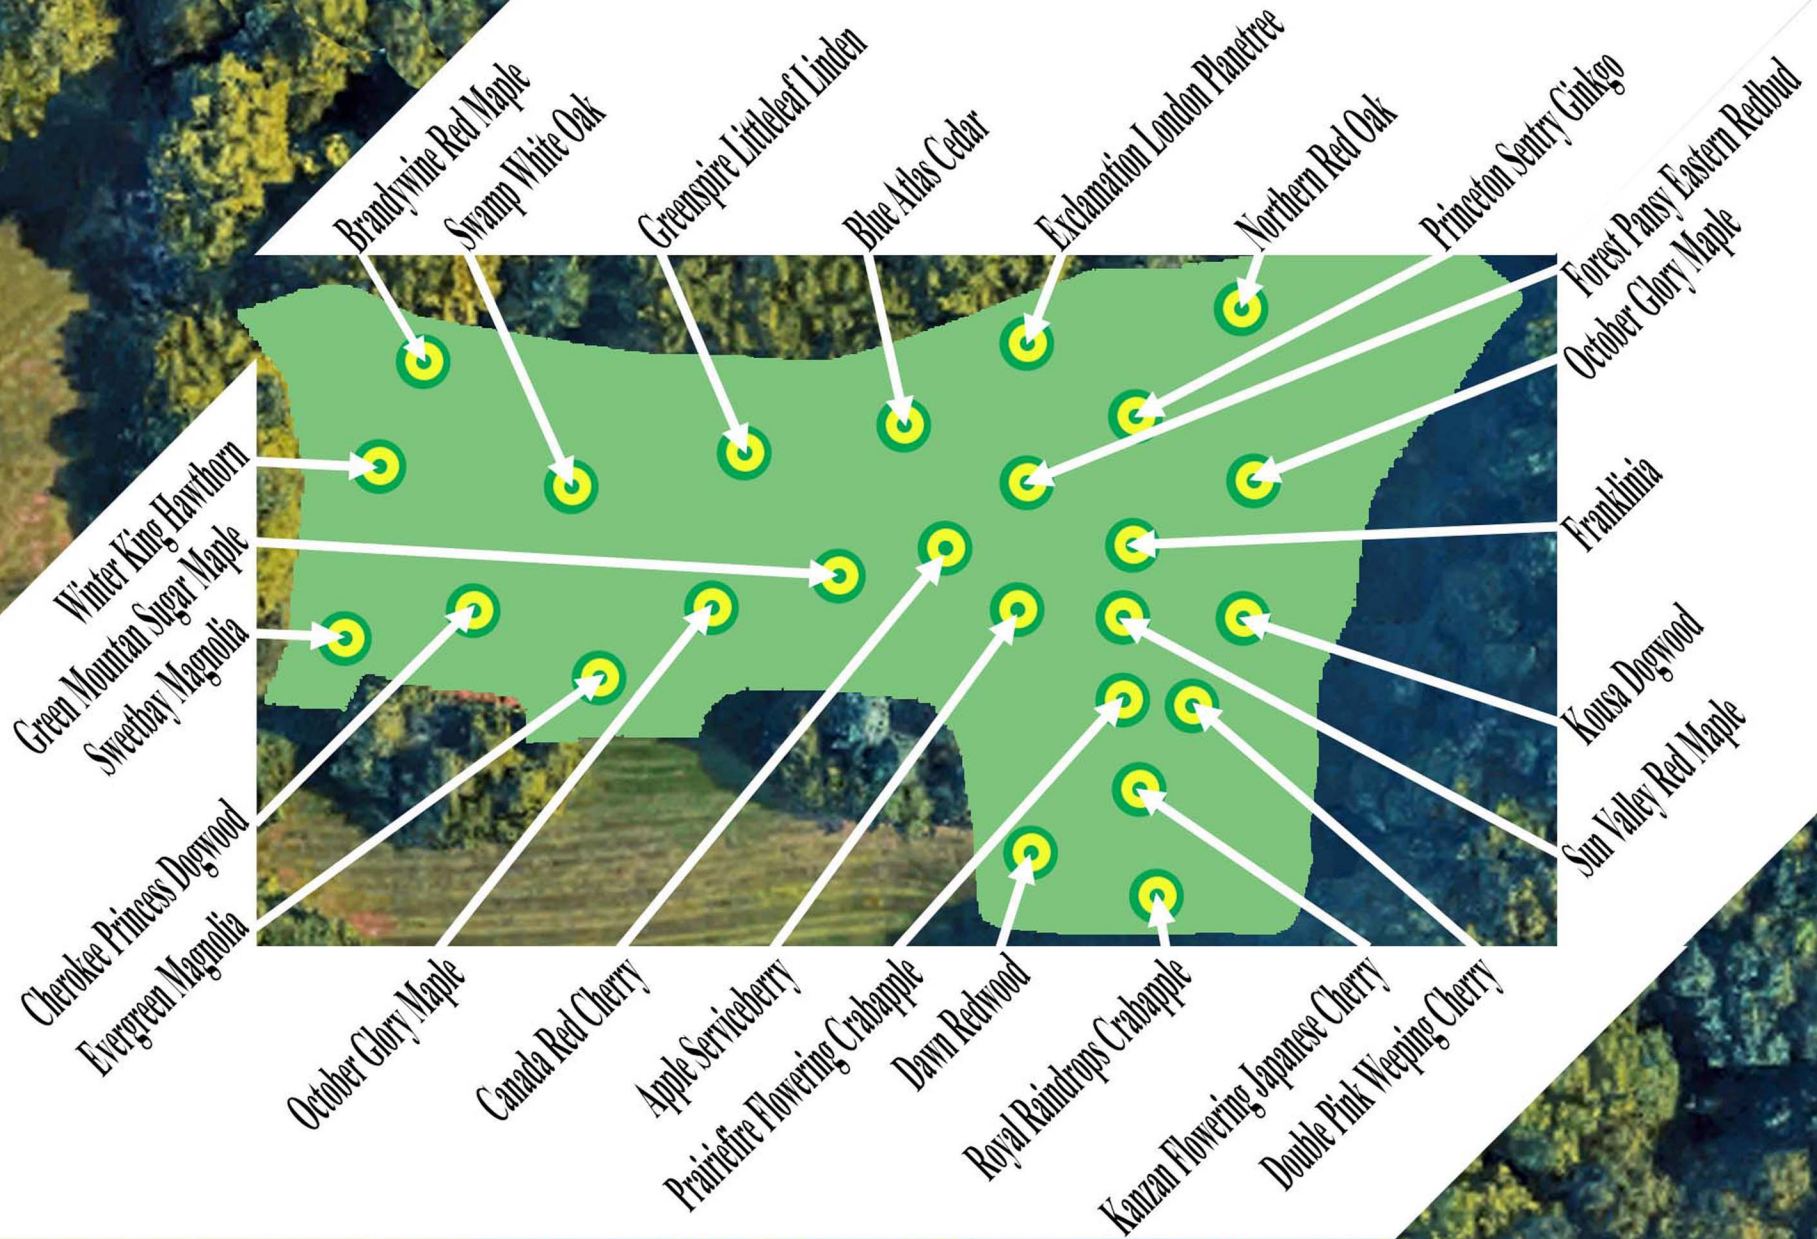 Brandywine Red Maple
Swamp White Oak
Greenspire Littleleaf Linden
Blue Atlas Cedar
Exclamation London Planetree
Northern Red Oak
Princeton Sentry Ginkgo
Forest Pansy Eastern Redbud
October Glory Maple
Franklinia
Kousa Dogwood
Sun Valley Red Maple
Winter King Hawthorn
Green Mountan Sugar Maple
Sweetbay Magnolia
Cherokee Princess Dogwood
Evergreen Magnolia
October Glory Maple
Canada Red Cherry
Apple Serviceberry
Prairiefire Flowering Crabapple
Dawn Redwood
Royal Raindrops Crabapple
Kanzan Flowering Japanese Cherry
Double Pink Weeping Cherry